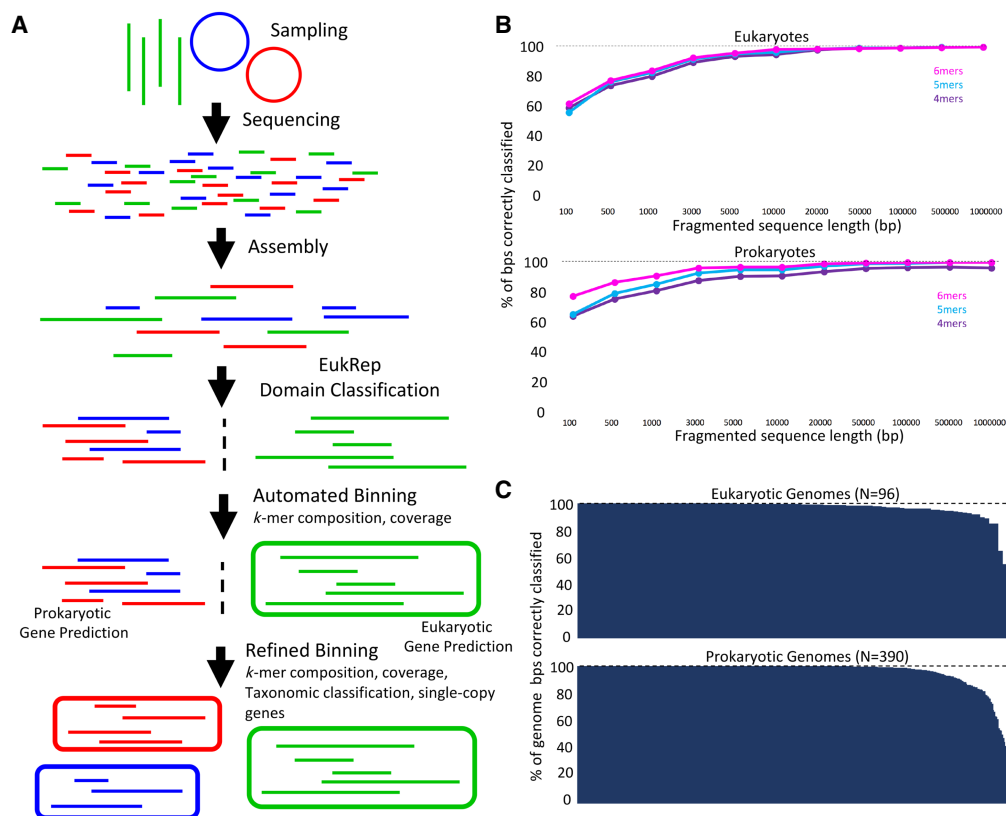 A
Sampling
Sequencing
Assembly
EukRep
Domain Classification
Automated Binning
k-mer composition, coverage
Prokaryotic
Gene Prediction
Eukaryotic
Gene Prediction
Refined Binning
k-mer composition, coverage,
Taxonomic classification, single-copy
genes
B
% of bps correctly classified
Eukaryotes
100
80
60
40
20
0
6mers
5mers
4mers
100 500 1000 3000 5000 10000 20000 50000 100000 500000 1000000
Fragmented sequence length (bp)
Prokaryotes
100
80
60
40
20
0
6mers
5mers
4mers
100 500 1000 3000 5000 10000 20000 50000 100000 500000 1000000
Fragmented sequence length (bp)
C
% of genome bps correctly classified
Eukaryotic Genomes (N=96)
100
80
60
40
20
0
Prokaryotic Genomes (N=390)
100
80
60
40
20
0